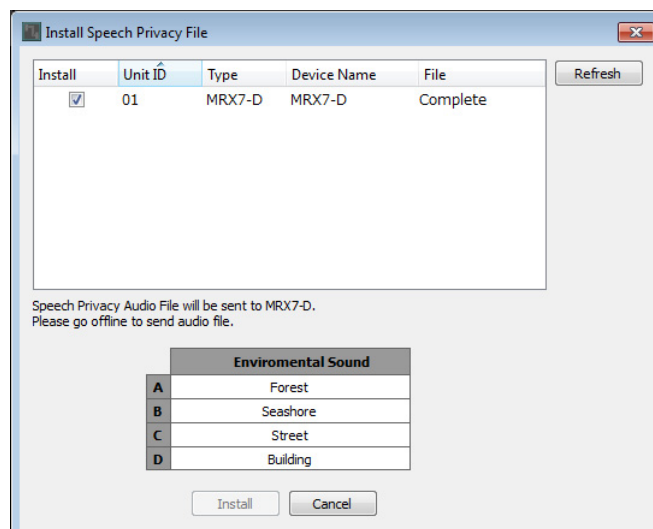 Install Speech Privacy File
Install Unit ID Type Device Name File Refresh
01 MRX7-D MRX7-D Complete
Speech Privacy Audio File will be sent to MRX7-D.
Please go offline to send audio file.
Enviromental Sound
A Forest
B Seashore
C Street
D Building
Install Cancel